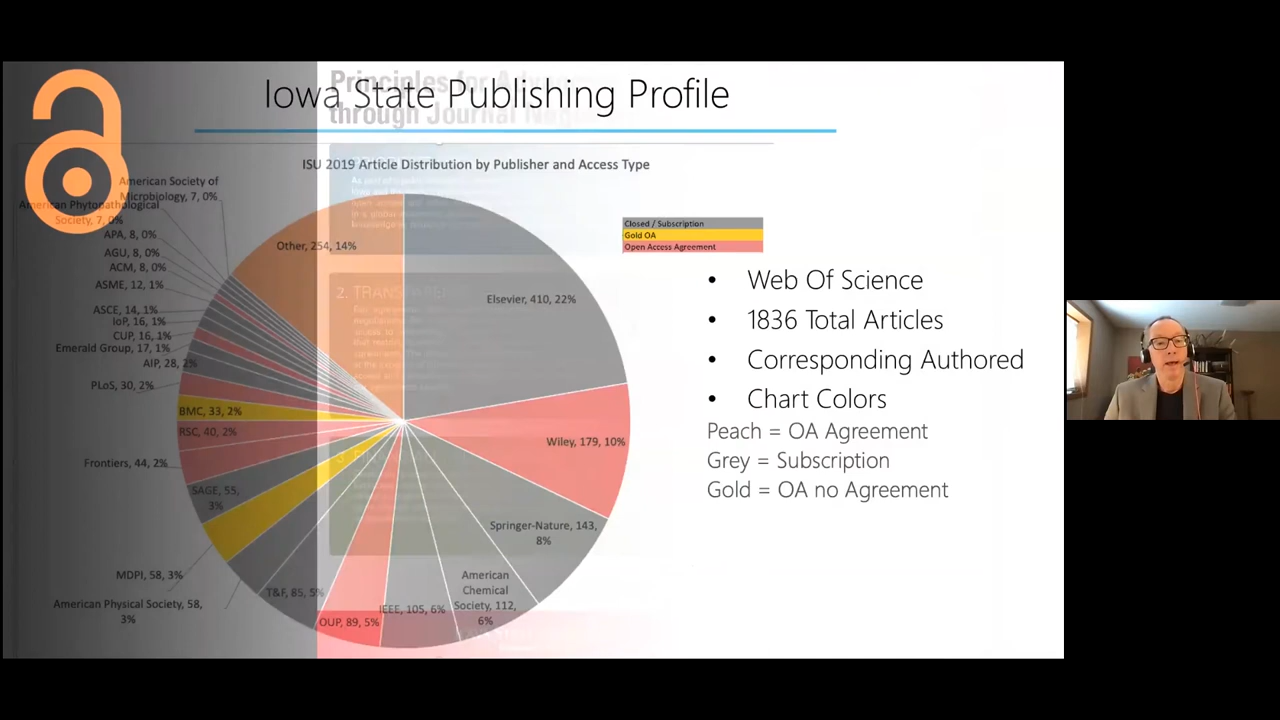 Iowa State Publishing Profile
Principles for
through Journal
ISU 2019 Article Distribution by Publisher and Access Type
American Society of
Microbiology, 7, 0%
American Phytopathological
Society, 7, 0%
APA, 8, 0%
AGU, 8, 0%
ACM, 8, 0%
ASME, 12, 1%
ASCE, 14, 1%
IoP, 16, 1%
CUP, 16, 1%
Emerald Group, 17, 1%
AIP, 28, 2%
PLoS, 30, 2%
BMC, 33, 2%
RSC, 40, 2%
Frontiers, 44, 2%
SAGE, 55,
3%
MDPI, 58, 3%
American Physical Society, 58,
3%
T&F, 85, 5%
OUP, 89, 5%
IEEE, 105, 6%
American
Chemical
Society, 112,
6%
Springer-Nature, 143,
8%
Wiley, 179, 10%
Elsevier, 410, 22%
Other, 254, 14%
2.
3.
Closed / Subscription
Gold OA
Open Access Agreement
• Web Of Science
• 1836 Total Articles
• Corresponding Authored
• Chart Colors
Peach = OA Agreement
Grey = Subscription
Gold = OA no Agreement